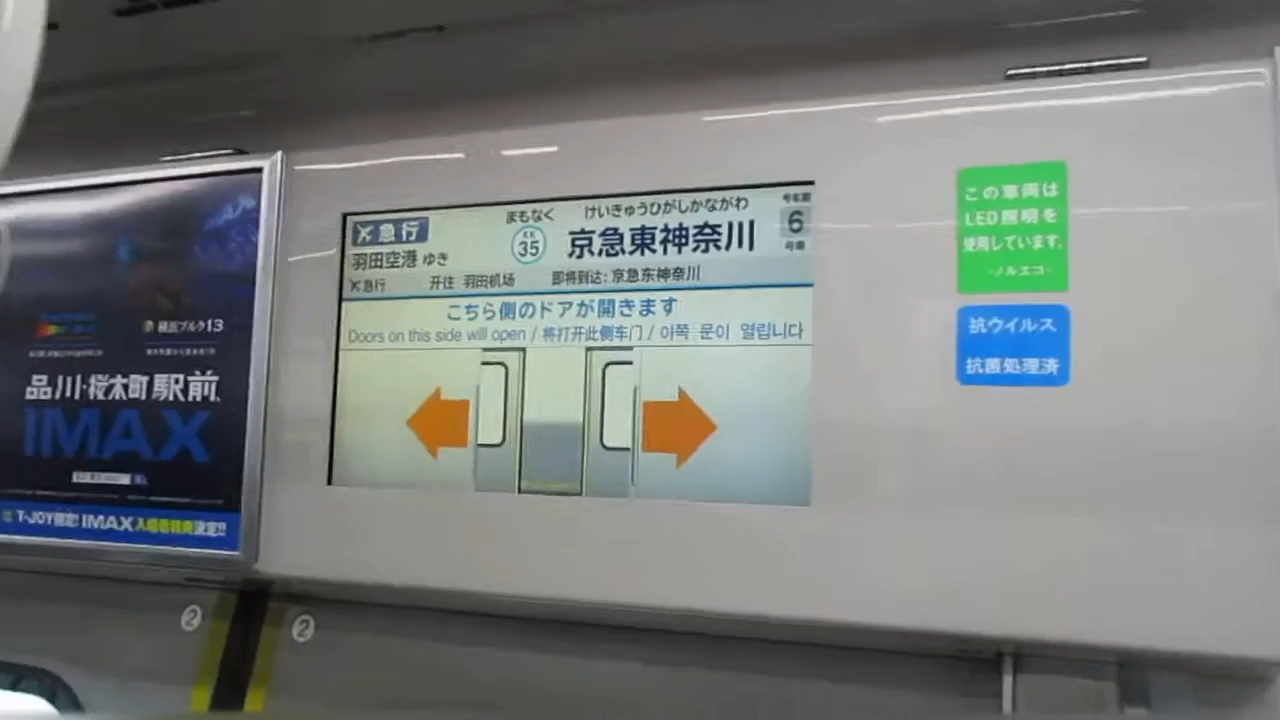 急行
羽田空港 ゆき
まもなく
KK
35
けいきゅうひがしかながわ
京急東神奈川
号車
6
号車
急行
开往 羽田机场
即将到达: 京急东神奈川
こちら側のドアが開きます
Doors on this side will open / 将打开此侧车门 / 이쪽 문이 열립니다
この車両は
LED照明を
使用しています。
-ノルエコ-
抗ウイルス
抗菌処理済
横浜ブルク13
品川・桜木町駅前、
IMAX
T-JOY限定! IMAX入場者特典決定!!
2
2